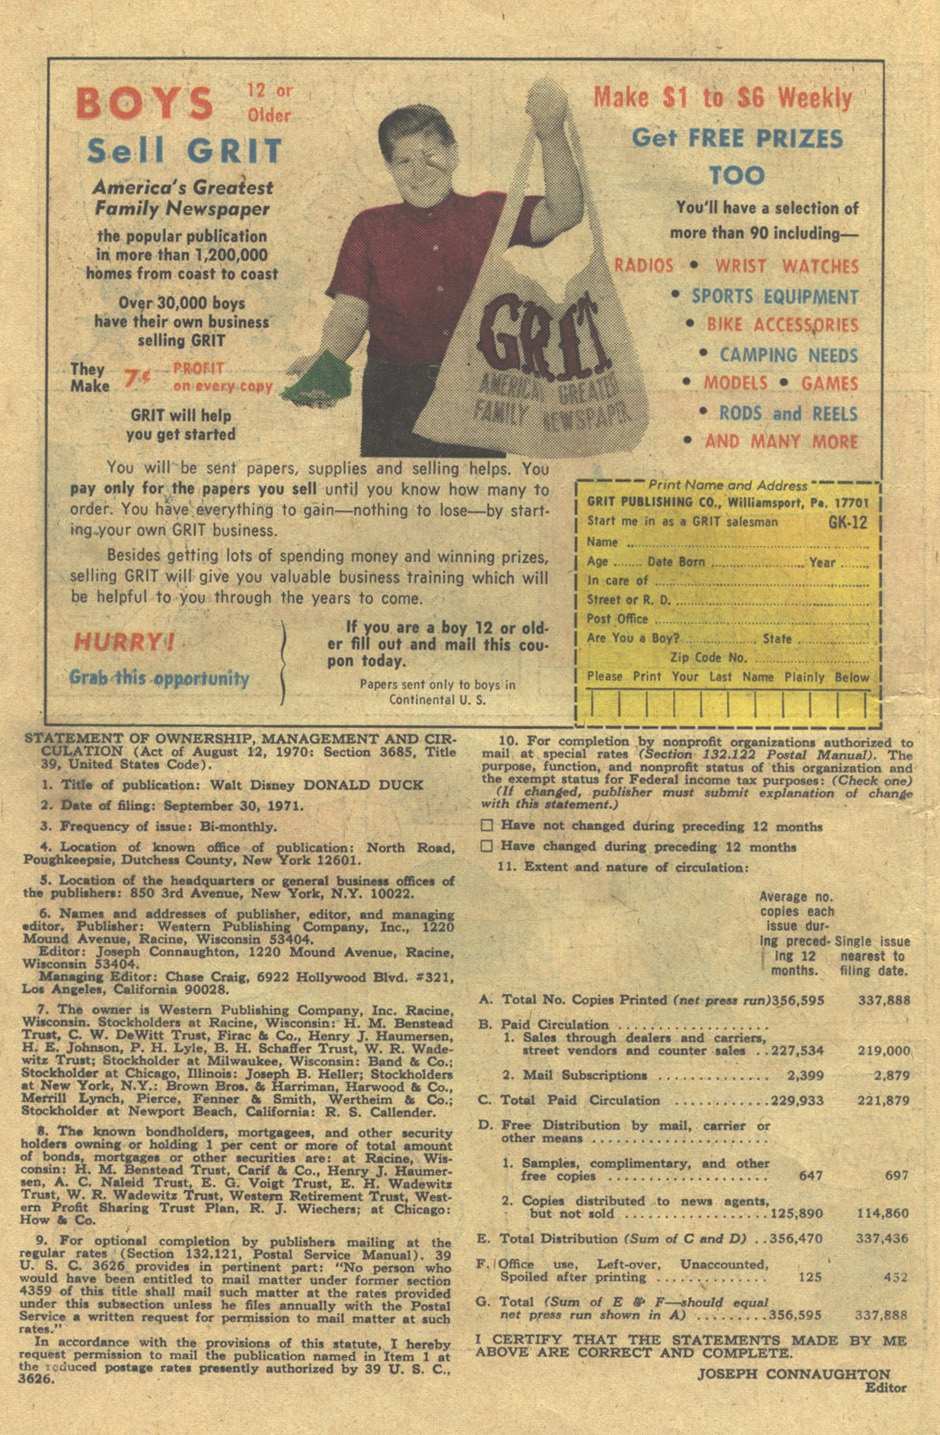 BOYS 12 or
Older
Sell GRIT
America's Greatest
Family Newspaper
the popular publication
in more than 1,200,000
homes from coast to coast
Over 30,000 boys
have their own business
selling GRIT
They
Make 7¢ PROFIT
on every copy
GRIT will help
you get started
GRIT
AMERICA'S GREATEST
FAMILY NEWSPAPER
Make $1 to $6 Weekly
Get FREE PRIZES
TOO
You'll have a selection of
more than 90 including—
RADIOS • WRIST WATCHES
• SPORTS EQUIPMENT
• BIKE ACCESSORIES
• CAMPING NEEDS
• MODELS • GAMES
• RODS and REELS
• AND MANY MORE
You will be sent papers, supplies and selling helps. You
pay only for the papers you sell until you know how many to
order. You have everything to gain—nothing to lose—by start-
ing your own GRIT business.
Besides getting lots of spending money and winning prizes,
selling GRIT will give you valuable business training which will
be helpful to you through the years to come.
HURRY!
Grab this opportunity
If you are a boy 12 or old-
er fill out and mail this cou-
pon today.
Papers sent only to boys in
Continental U. S.
Print Name and Address
GRIT PUBLISHING CO., Williamsport, Pa. 17701
Start me in as a GRIT salesman GK-12
Name
Age ...... Date Born .................... Year ......
In care of
Street or R. D.
Post Office
Are You a Boy? ................ State
Zip Code No.
Please Print Your Last Name Plainly Below
STATEMENT OF OWNERSHIP, MANAGEMENT AND CIR-
CULATION (Act of August 12, 1970: Section 3685, Title
39, United States Code).
1. Title of publication: Walt Disney DONALD DUCK
2. Date of filing: September 30, 1971.
3. Frequency of issue: Bi-monthly.
4. Location of known office of publication: North Road,
Poughkeepsie, Dutchess County, New York 12601.
5. Location of the headquarters or general business offices of
the publishers: 850 3rd Avenue, New York, N.Y. 10022.
6. Names and addresses of publisher, editor, and managing
editor. Publisher: Western Publishing Company, Inc., 1220
Mound Avenue, Racine, Wisconsin 53404.
Editor: Joseph Connaughton, 1220 Mound Avenue, Racine,
Wisconsin 53404.
Managing Editor: Chase Craig, 6922 Hollywood Blvd. #321,
Los Angeles, California 90028.
7. The owner is Western Publishing Company, Inc. Racine,
Wisconsin. Stockholders at Racine, Wisconsin: H. M. Benstead
Trust, C. W. DeWitt Trust, Firac & Co., Henry J. Haumersen,
H. E. Johnson, P. H. Lyle, B. H. Schaffer Trust, W. R. Wade-
witz Trust; Stockholder at Milwaukee, Wisconsin: Band & Co.;
Stockholder at Chicago, Illinois: Joseph B. Heller; Stockholders
at New York, N.Y.: Brown Bros. & Harriman, Harwood & Co.,
Merrill Lynch, Pierce, Fenner & Smith, Wertheim & Co.;
Stockholder at Newport Beach, California: R. S. Callender.
8. The known bondholders, mortgagees, and other security
holders owning or holding 1 per cent or more of total amount
of bonds, mortgages or other securities are: at Racine, Wis-
consin: H. M. Benstead Trust, Carif & Co., Henry J. Haumer-
sen, A. C. Naleid Trust, E. G. Voigt Trust, E. H. Wadewitz
Trust, W. R. Wadewitz Trust, Western Retirement Trust, West-
ern Profit Sharing Trust Plan, R. J. Wiechers; at Chicago:
How & Co.
9. For optional completion by publishers mailing at the
regular rates (Section 132.121, Postal Service Manual). 39
U. S. C. 3626 provides in pertinent part: "No person who
would have been entitled to mail matter under former section
4359 of this title shall mail such matter at the rates provided
under this subsection unless he files annually with the Postal
Service a written request for permission to mail matter at such
rates."
In accordance with the provisions of this statute, I hereby
request permission to mail the publication named in Item 1 at
the reduced postage rates presently authorized by 39 U. S. C.,
3626.
10. For completion by nonprofit organizations authorized to
mail at special rates (Section 132.122 Postal Manual). The
purpose, function, and nonprofit status of this organization and
the exempt status for Federal income tax purposes: (Check one)
(If changed, publisher must submit explanation of change
with this statement.)
☐ Have not changed during preceding 12 months
☐ Have changed during preceding 12 months
11. Extent and nature of circulation:
Average no.
copies each
issue dur-
ing preced- Single issue
ing 12 nearest to
months. filing date.
A. Total No. Copies Printed (net press run) 356,595 337,888
B. Paid Circulation
1. Sales through dealers and carriers,
street vendors and counter sales .. 227,534 219,000
2. Mail Subscriptions .............. 2,399 2,879
C. Total Paid Circulation ............ 229,933 221,879
D. Free Distribution by mail, carrier or
other means
1. Samples, complimentary, and other
free copies .................... 647 697
2. Copies distributed to news agents,
but not sold .................. 125,890 114,860
E. Total Distribution (Sum of C and D) .. 356,470 337,436
F. Office use, Left-over, Unaccounted,
Spoiled after printing .............. 125 452
G. Total (Sum of E & F—should equal
net press run shown in A) ......... 356,595 337,888
I CERTIFY THAT THE STATEMENTS MADE BY ME
ABOVE ARE CORRECT AND COMPLETE.
JOSEPH CONNAUGHTON
Editor